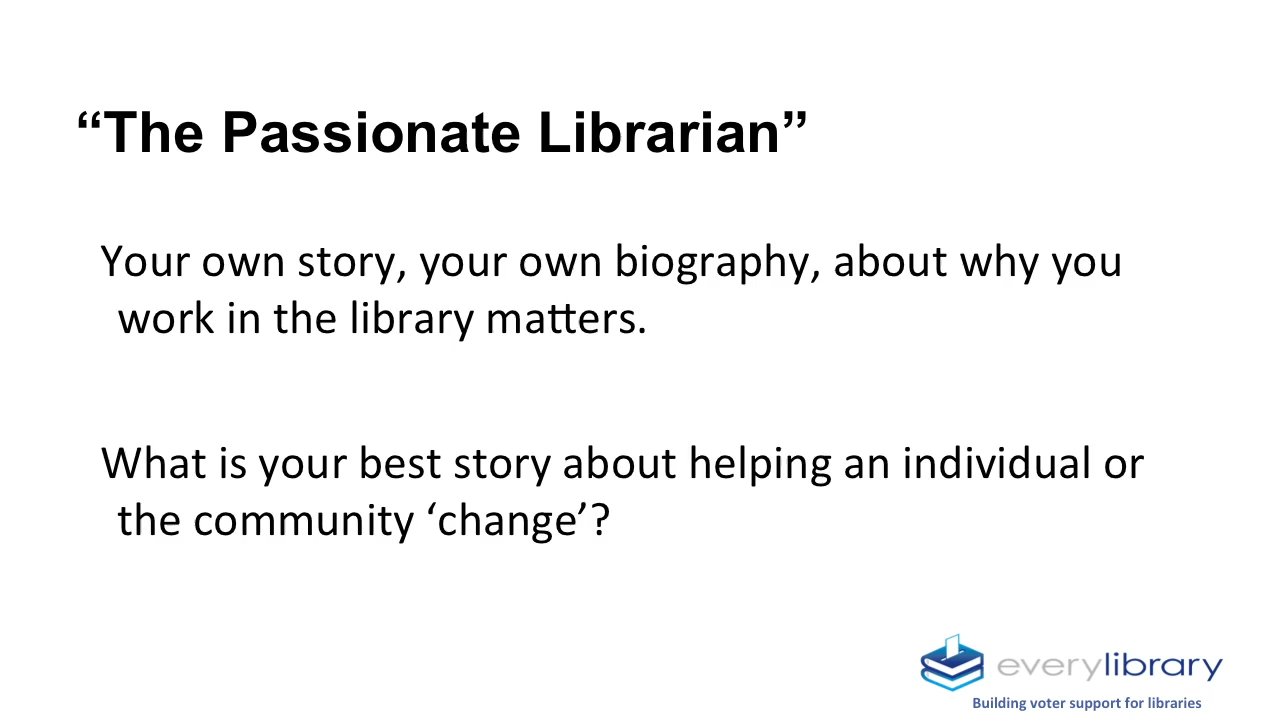 “The Passionate Librarian”
Your own story, your own biography, about why you
work in the library matters.
What is your best story about helping an individual or
the community ‘change’?
everylibrary
Building voter support for libraries